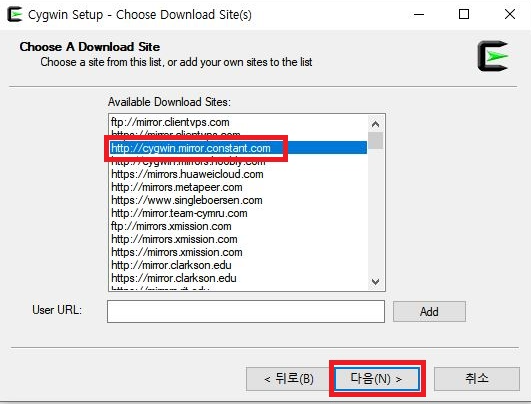 Cygwin Setup - Choose Download Site(s)
Choose A Download Site
Choose a site from this list, or add your own sites to the list
Available Download Sites:
ftp://mirror.clientvps.com
https://mirror.clientvps.com
http://cygwin.mirror.constant.com
http://cygwin.mirrors.hoobly.com
https://mirrors.huaweicloud.com
http://mirrors.metapeer.com
https://www.singleboersen.com
http://mirror.team-cymru.com
ftp://mirrors.xmission.com
http://mirrors.xmission.com
https://mirrors.xmission.com
http://mirror.clarkson.edu
https://mirror.clarkson.edu
User URL:
Add
< 뒤로(B)
다음(N) >
취소